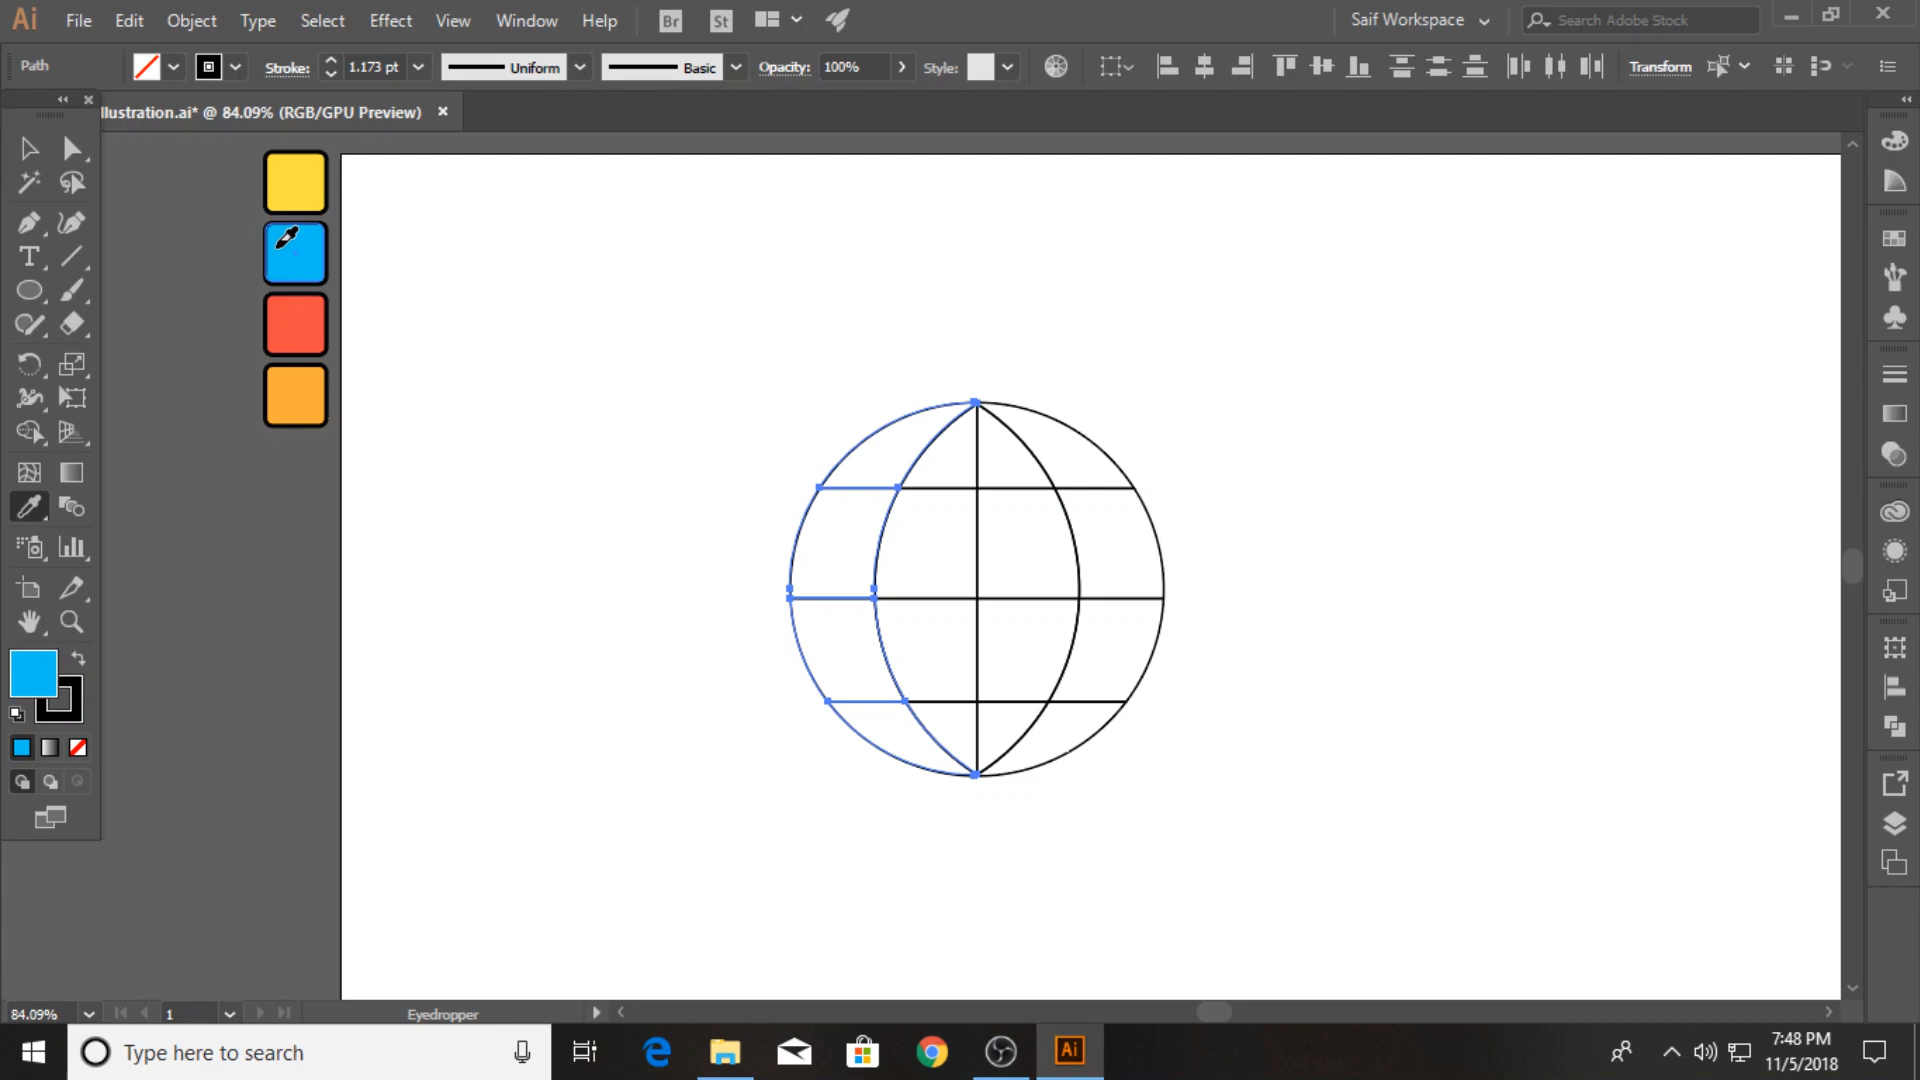 Ai File Edit Object Type Select Effect View Window Help Br St Saif Workspace Search Adobe Stock
Path Stroke: 1.173 pt Uniform Basic Opacity: 100% Style: Transform
llustration.ai* @ 84.09% (RGB/GPU Preview)
T
84.09% 1 Eyedropper
Type here to search Ai 7:48 PM
11/5/2018